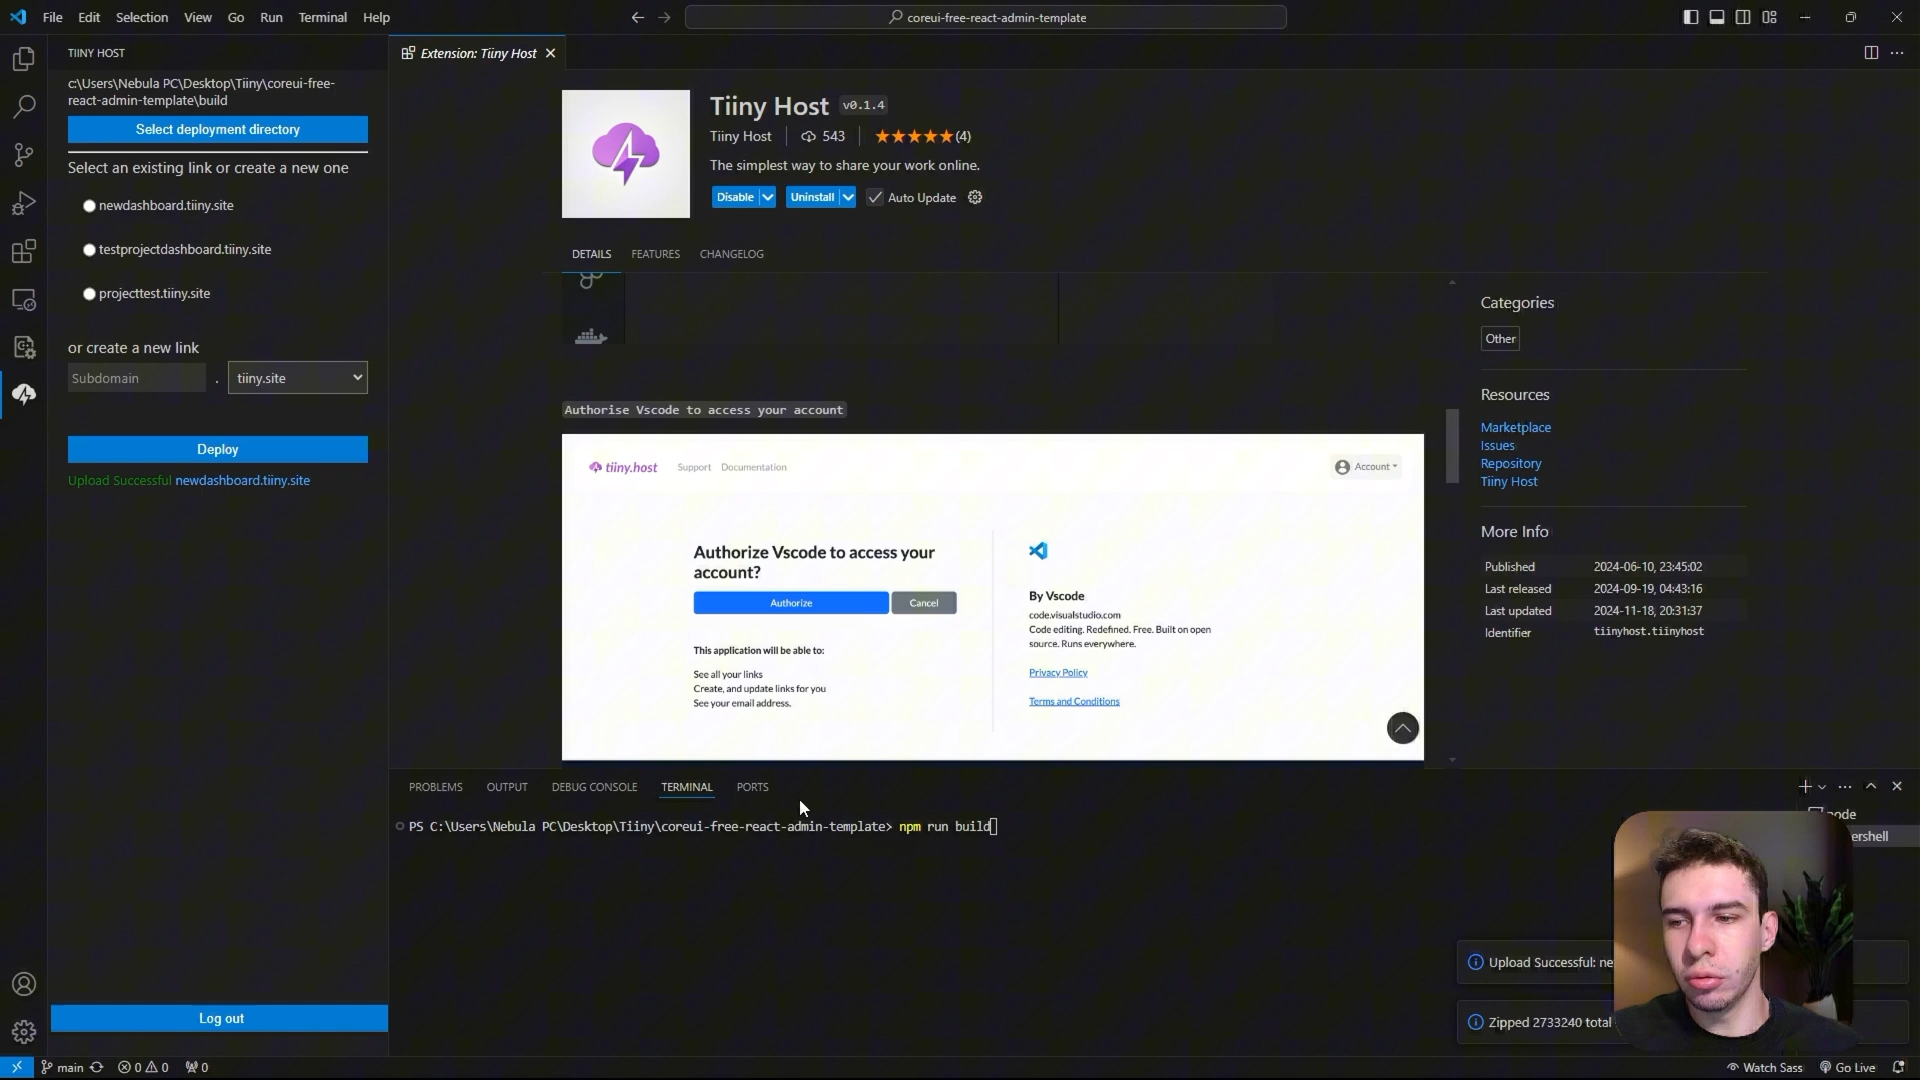 File Edit Selection View Go Run Terminal Help
coreui-free-react-admin-template
TIINY HOST
c:\Users\Nebula PC\Desktop\Tiiny\coreui-free-
react-admin-template\build
Select deployment directory
Select an existing link or create a new one
newdashboard.tiiny.site
testprojectdashboard.tiiny.site
projecttest.tiiny.site
or create a new link
Subdomain . tiiny.site
Deploy
Upload Successful newdashboard.tiiny.site
Log out
Extension: Tiiny Host
Tiiny Host v0.1.4
Tiiny Host 543 (4)
The simplest way to share your work online.
Disable Uninstall Auto Update
DETAILS FEATURES CHANGELOG
Authorise Vscode to access your account
tiiny.host Support Documentation Account
Authorize Vscode to access your
account?
Authorize Cancel
This application will be able to:
See all your links
Create, and update links for you
See your email address.
By Vscode
code.visualstudio.com
Code editing. Redefined. Free. Built on open
source. Runs everywhere.
Privacy Policy
Terms and Conditions
Categories
Other
Resources
Marketplace
Issues
Repository
Tiiny Host
More Info
Published 2024-06-10, 23:45:02
Last released 2024-09-19, 04:43:16
Last updated 2024-11-18, 20:31:37
Identifier tiinyhost.tiinyhost
PROBLEMS OUTPUT DEBUG CONSOLE TERMINAL PORTS
PS C:\Users\Nebula PC\Desktop\Tiiny\coreui-free-react-admin-template> npm run build
node
ershell
Upload Successful: ne
Zipped 2733240 total
main 0 0 0
Watch Sass Go Live